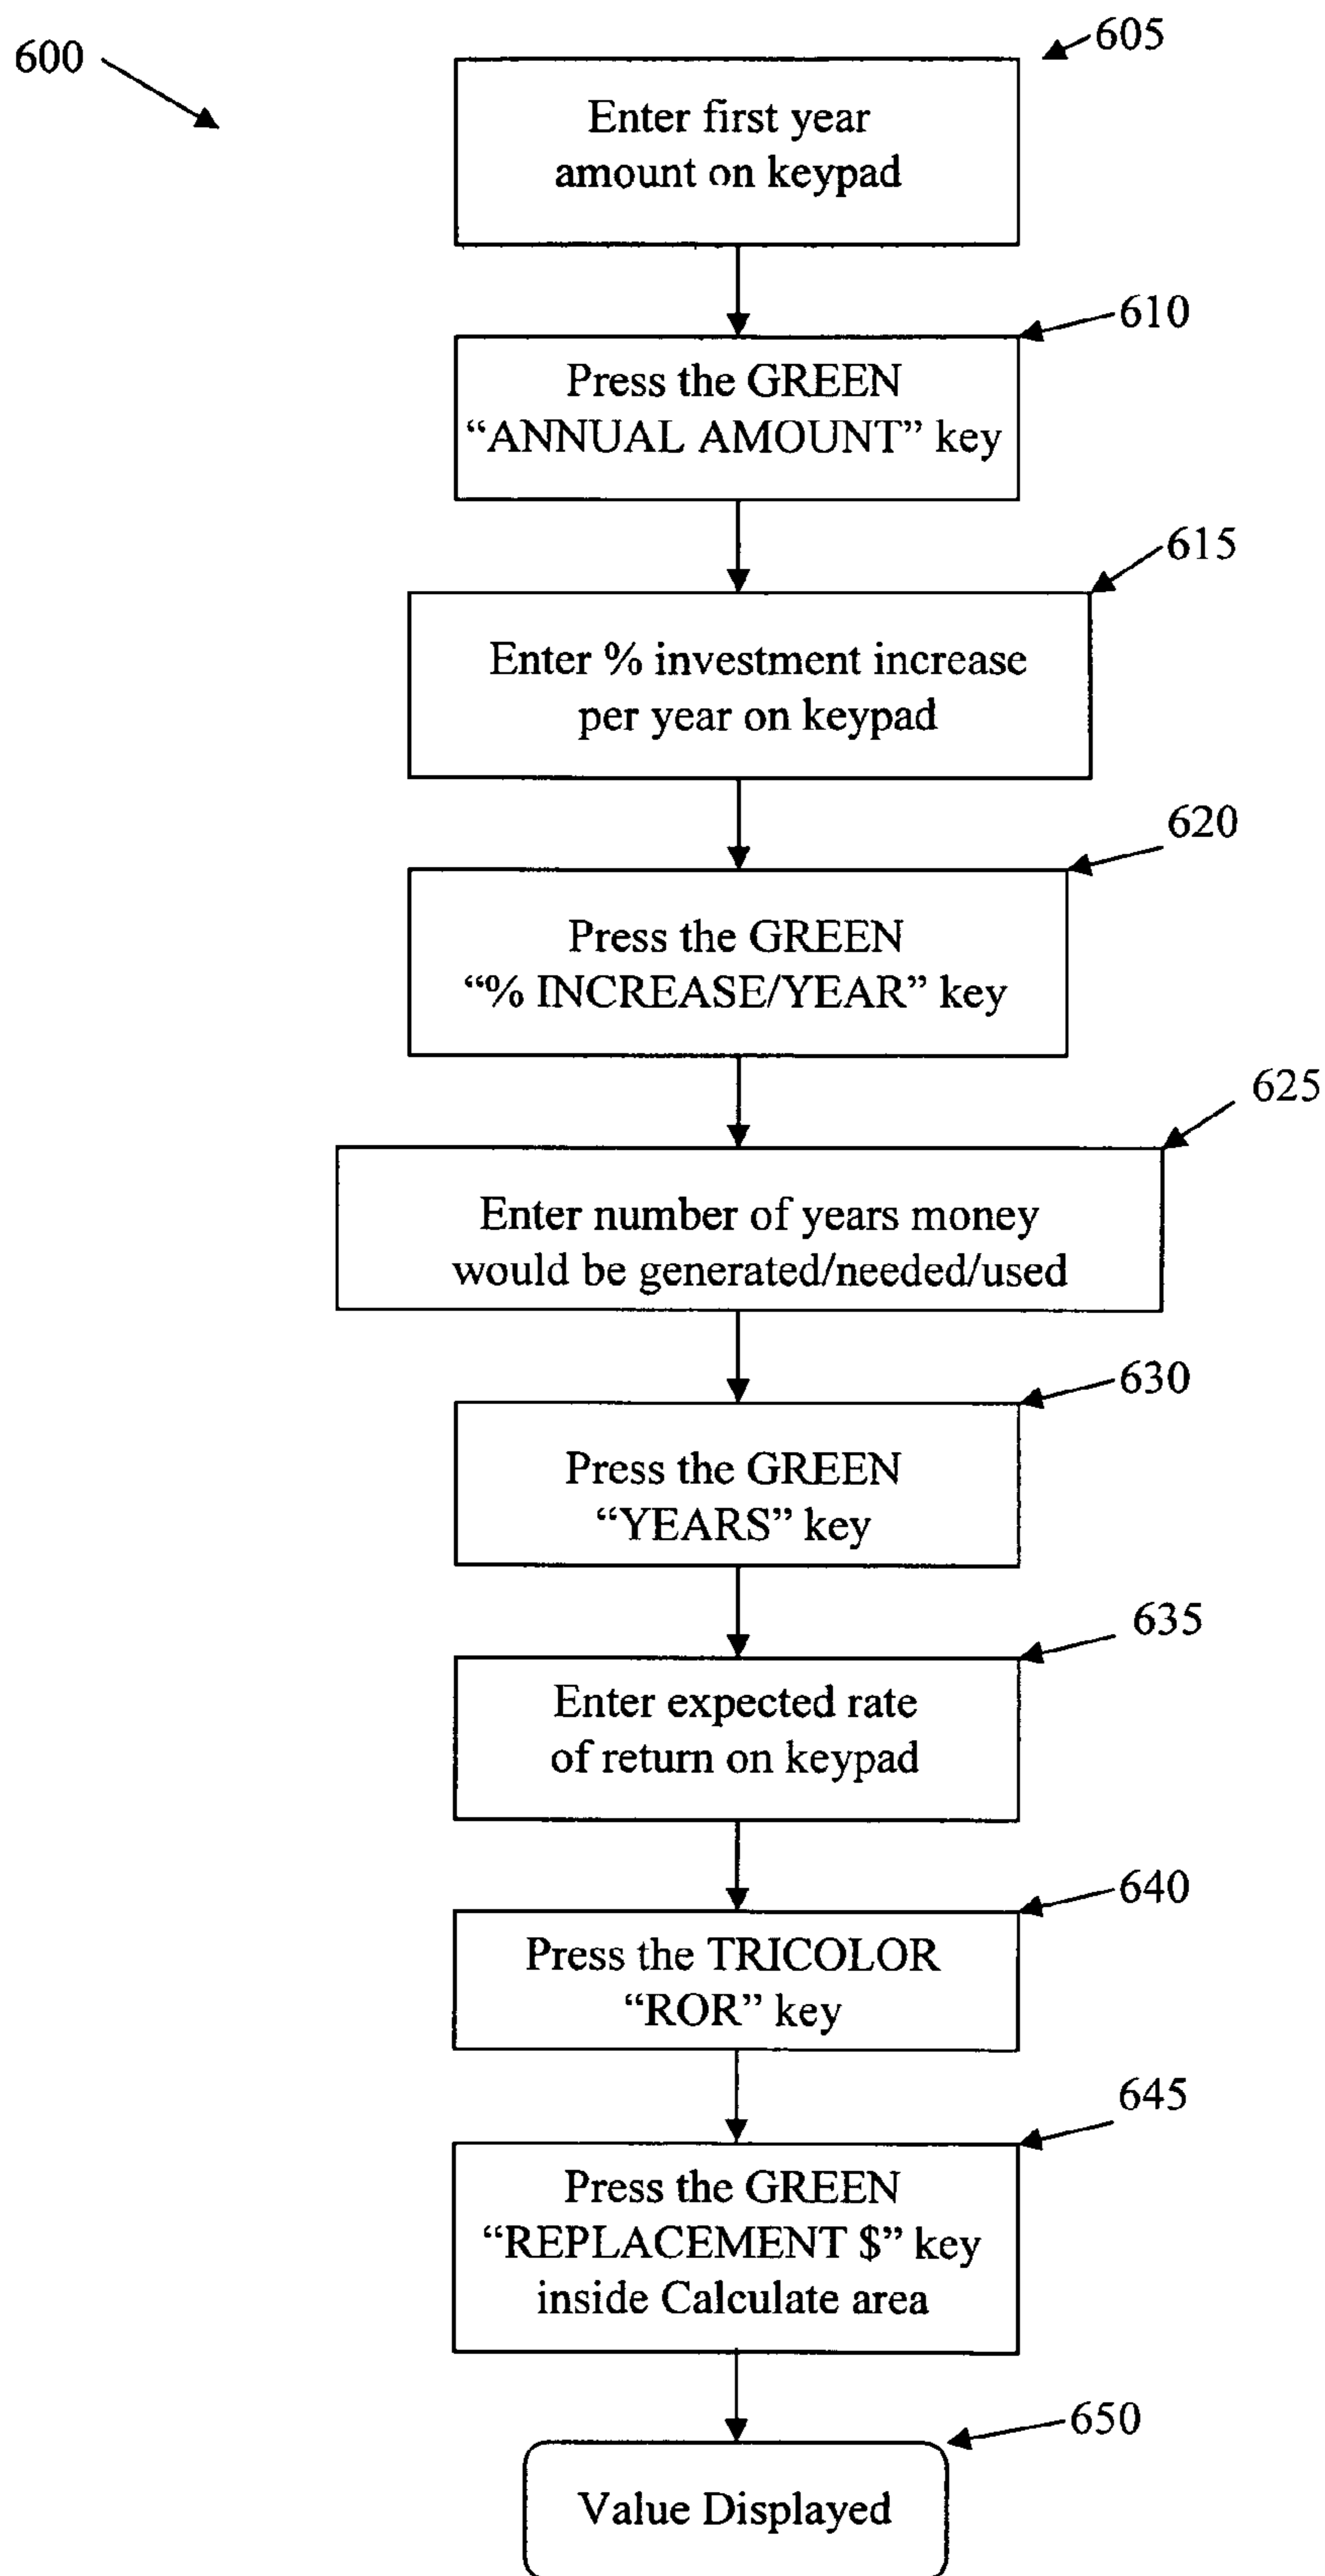 600
605
Enter first year
amount on keypad
610
Press the GREEN
“ANNUAL AMOUNT” key
615
Enter % investment increase
per year on keypad
620
Press the GREEN
“% INCREASE/YEAR” key
625
Enter number of years money
would be generated/needed/used
630
Press the GREEN
“YEARS” key
635
Enter expected rate
of return on keypad
640
Press the TRICOLOR
“ROR” key
645
Press the GREEN
“REPLACEMENT $” key
inside Calculate area
650
Value Displayed